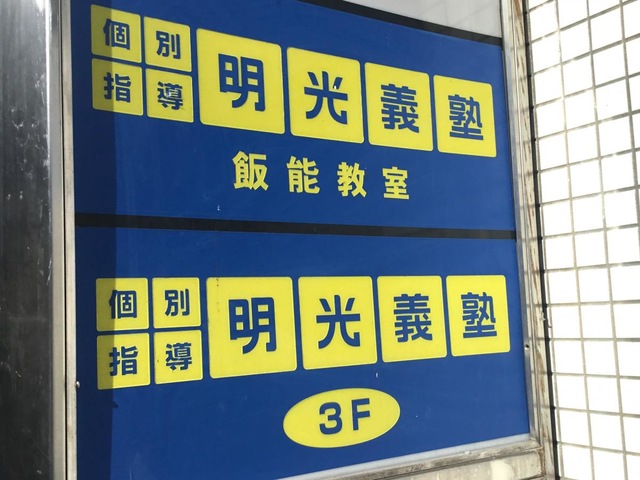 個別
指導
明光義塾
飯能教室
個別
指導
明光義塾
3F